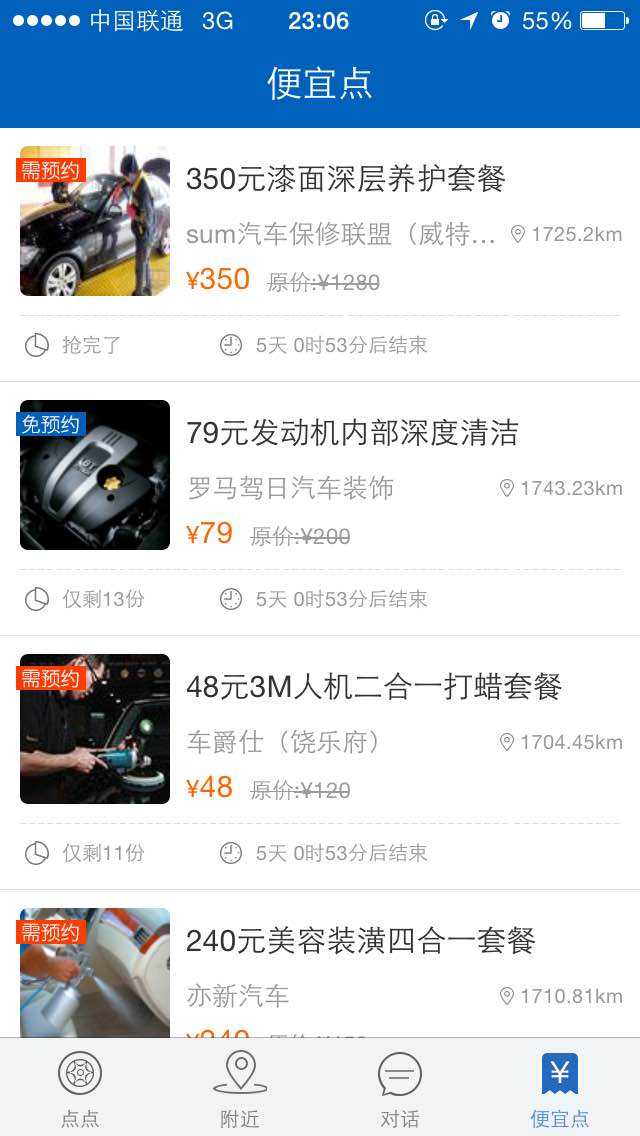 中国联通 3G 23:06 55%
便宜点
需预约
350元漆面深层养护套餐
sum汽车保修联盟（威特... 1725.2km
¥350 原价:¥1280
抢完了 5天 0时53分后结束
免预约
79元发动机内部深度清洁
罗马驾日汽车装饰 1743.23km
¥79 原价:¥200
仅剩13份 5天 0时53分后结束
需预约
48元3M人机二合一打蜡套餐
车爵仕（饶乐府） 1704.45km
¥48 原价:¥120
仅剩11份 5天 0时53分后结束
需预约
240元美容装潢四合一套餐
亦新汽车 1710.81km
¥240
点点 附近 对话 便宜点